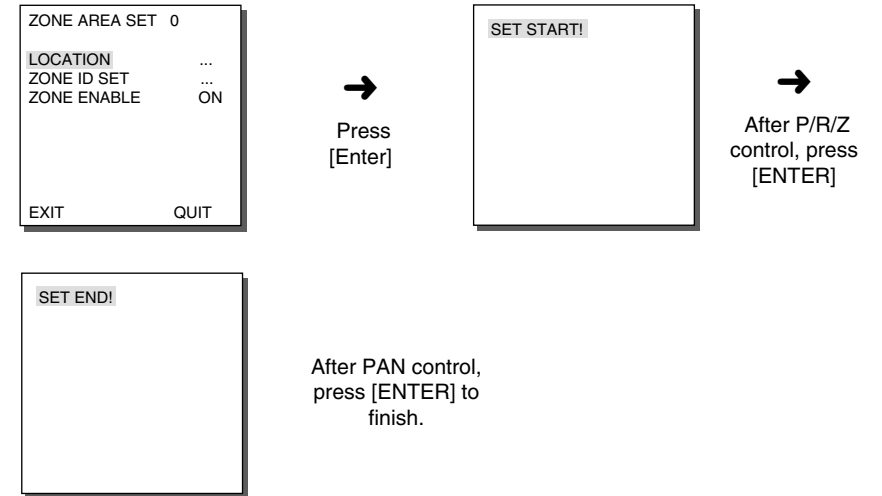 ZONE AREA SET 0
LOCATION ...
ZONE ID SET ...
ZONE ENABLE ON
EXIT QUIT
➜
Press
[Enter]
SET START!
➜
After P/R/Z
control, press
[ENTER]
SET END!
After PAN control,
press [ENTER] to
finish.